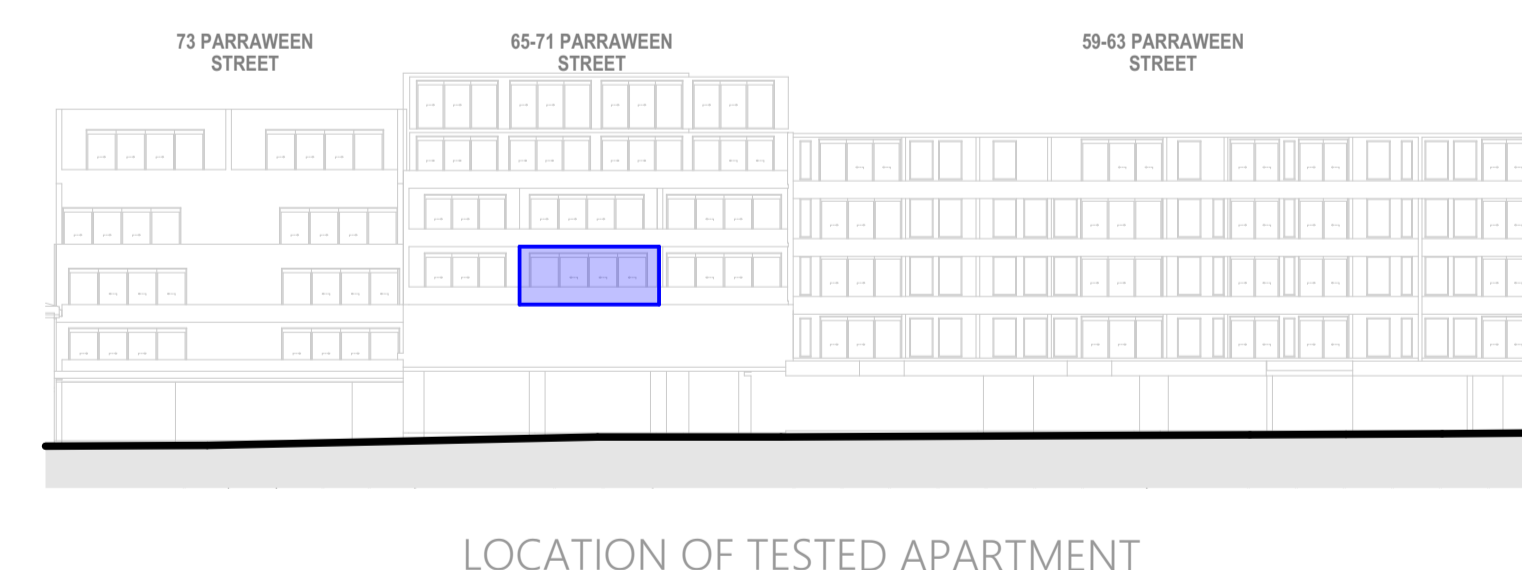 73 PARRAWEEN
STREET
65-71 PARRAWEEN
STREET
59-63 PARRAWEEN
STREET
LOCATION OF TESTED APARTMENT